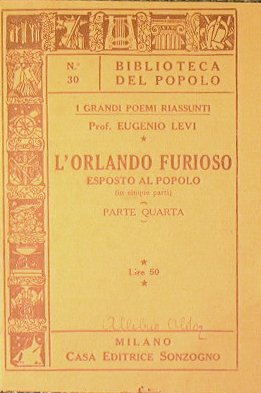 N.º
30
BIBLIOTECA
DEL POPOLO
I GRANDI POEMI RIASSUNTI
Prof. EUGENIO LEVI
L'ORLANDO FURIOSO
ESPOSTO AL POPOLO
(in cinque parti)
PARTE QUARTA
Lire 50
MILANO
CASA EDITRICE SONZOGNO